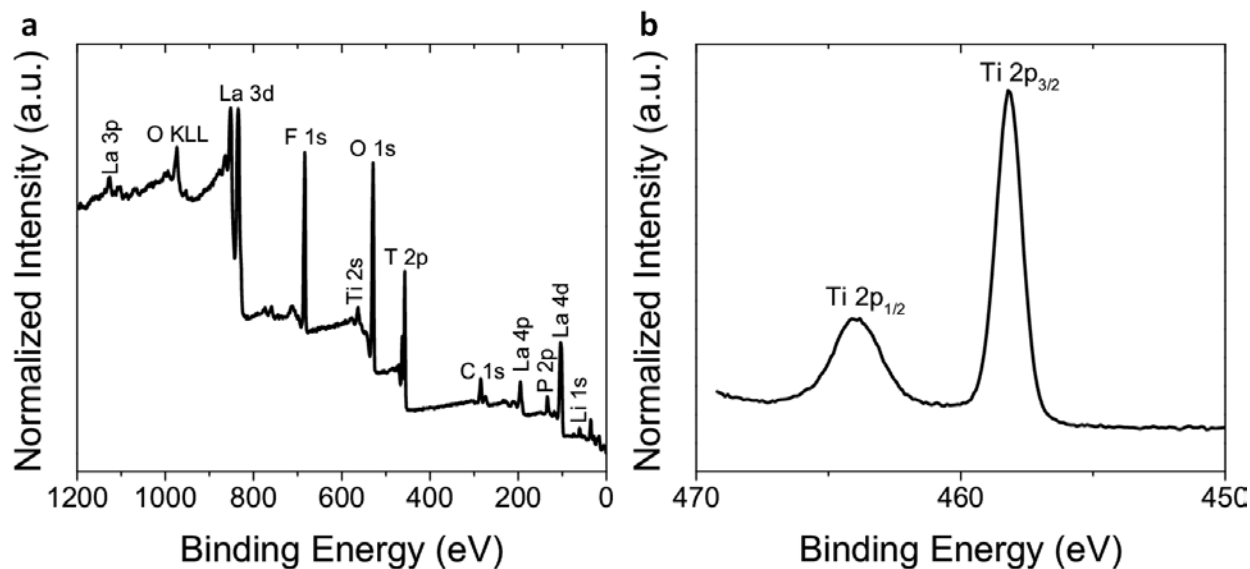 a
Normalized Intensity (a.u.)
La 3p
O KLL
La 3d
F 1s
Ti 2s
O 1s
T 2p
C 1s
La 4p
P 2p
La 4d
Li 1s
1200 1000 800 600 400 200 0
Binding Energy (eV)
b
Normalized Intensity (a.u.)
Ti 2p1/2
Ti 2p3/2
470 460 450
Binding Energy (eV)